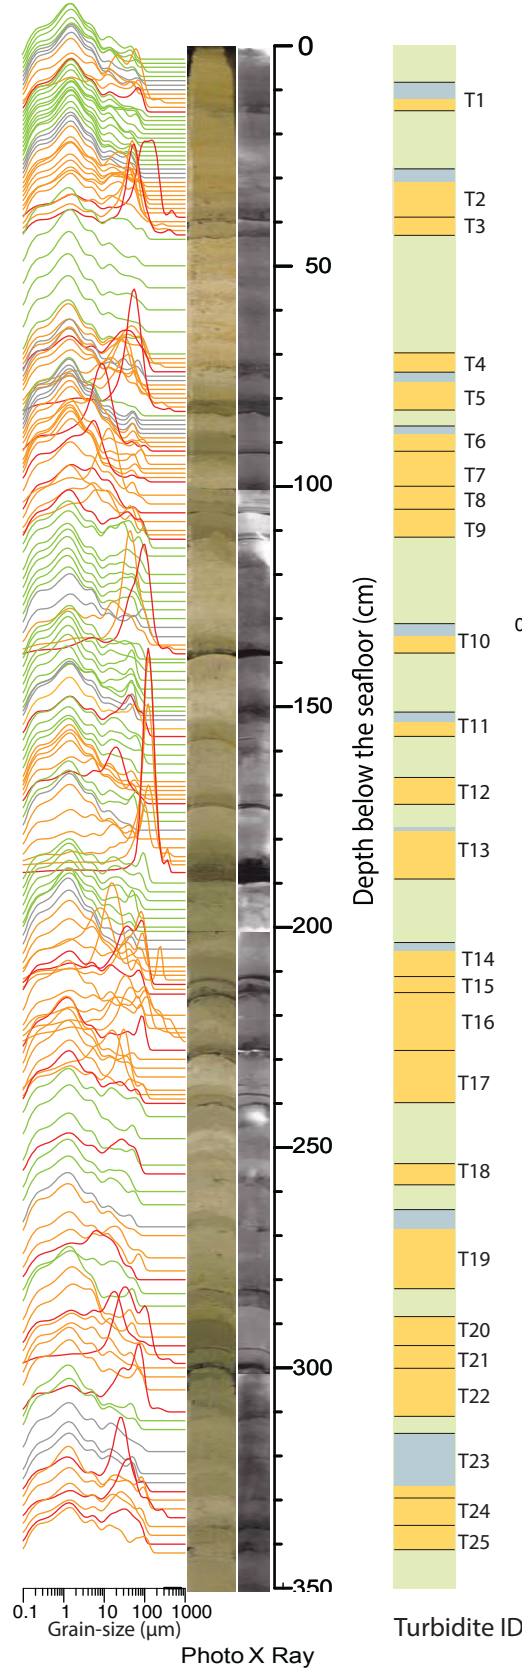 0
50
100
150
200
250
300
350
Depth below the seafloor (cm)
T1
T2
T3
T4
T5
T6
T7
T8
T9
T10
T11
T12
T13
T14
T15
T16
T17
T18
T19
T20
T21
T22
T23
T24
T25
0
0.1 1 10 100 1000
Grain-size (µm)
Photo X Ray
Turbidite ID